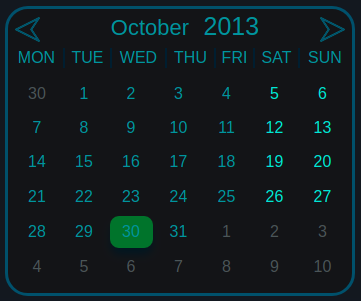 October 2013
MON TUE WED THU FRI SAT SUN
30 1 2 3 4 5 6
7 8 9 10 11 12 13
14 15 16 17 18 19 20
21 22 23 24 25 26 27
28 29 30 31 1 2 3
4 5 6 7 8 9 10